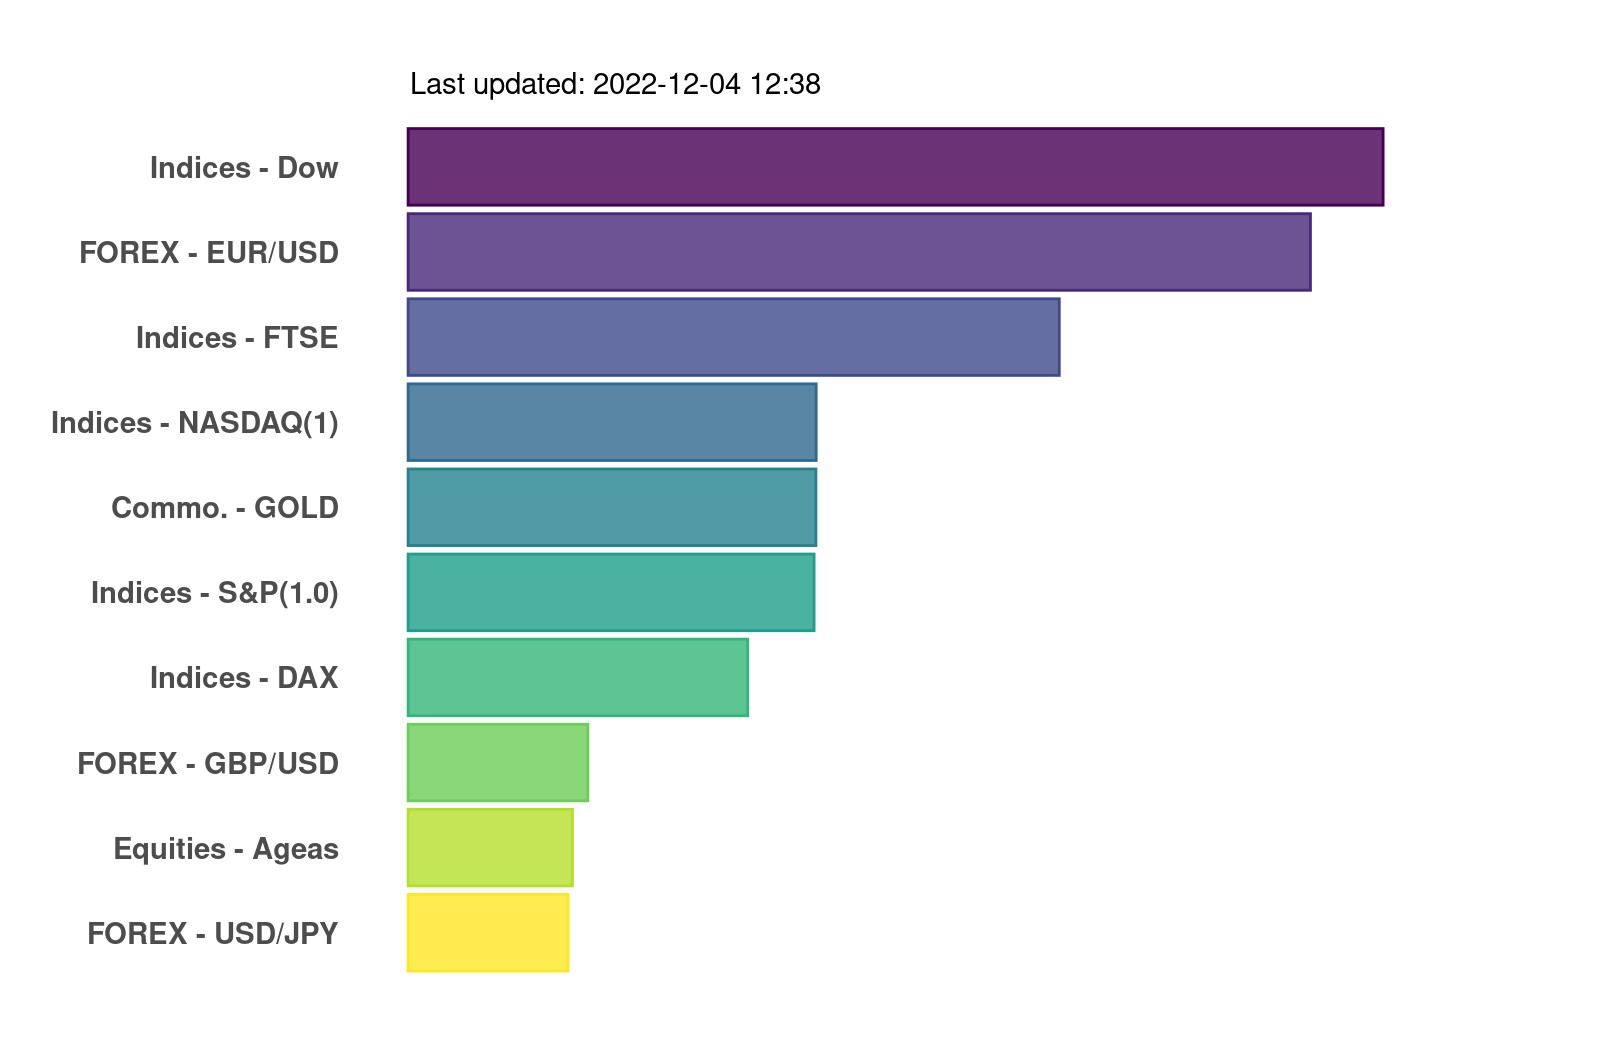 Last updated: 2022-12-04 12:38
Indices - Dow
FOREX - EUR/USD
Indices - FTSE
Indices - NASDAQ(1)
Commo. - GOLD
Indices - S&P(1.0)
Indices - DAX
FOREX - GBP/USD
Equities - Ageas
FOREX - USD/JPY